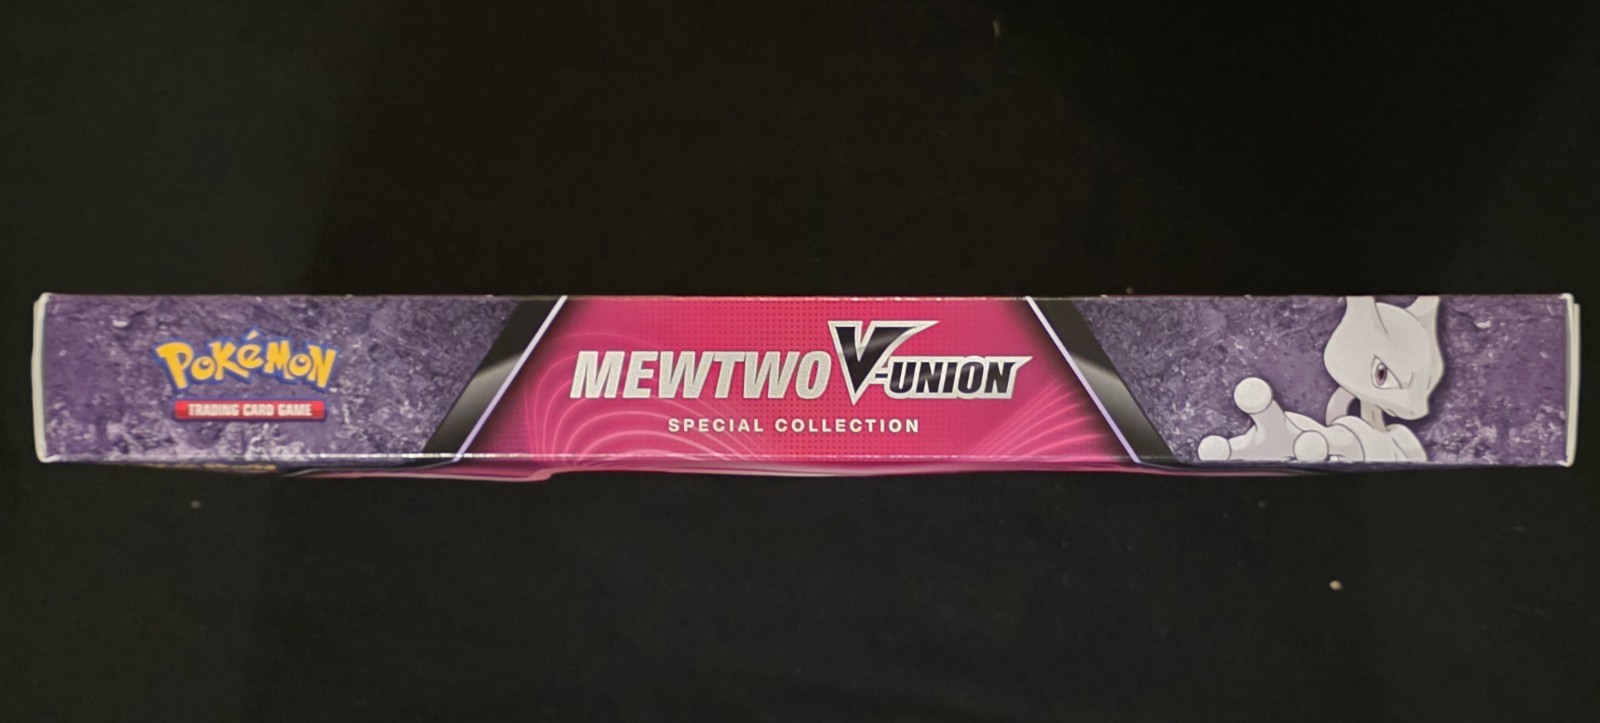 Pokémon
TRADING CARD GAME
MEWTWO V-UNION
SPECIAL COLLECTION